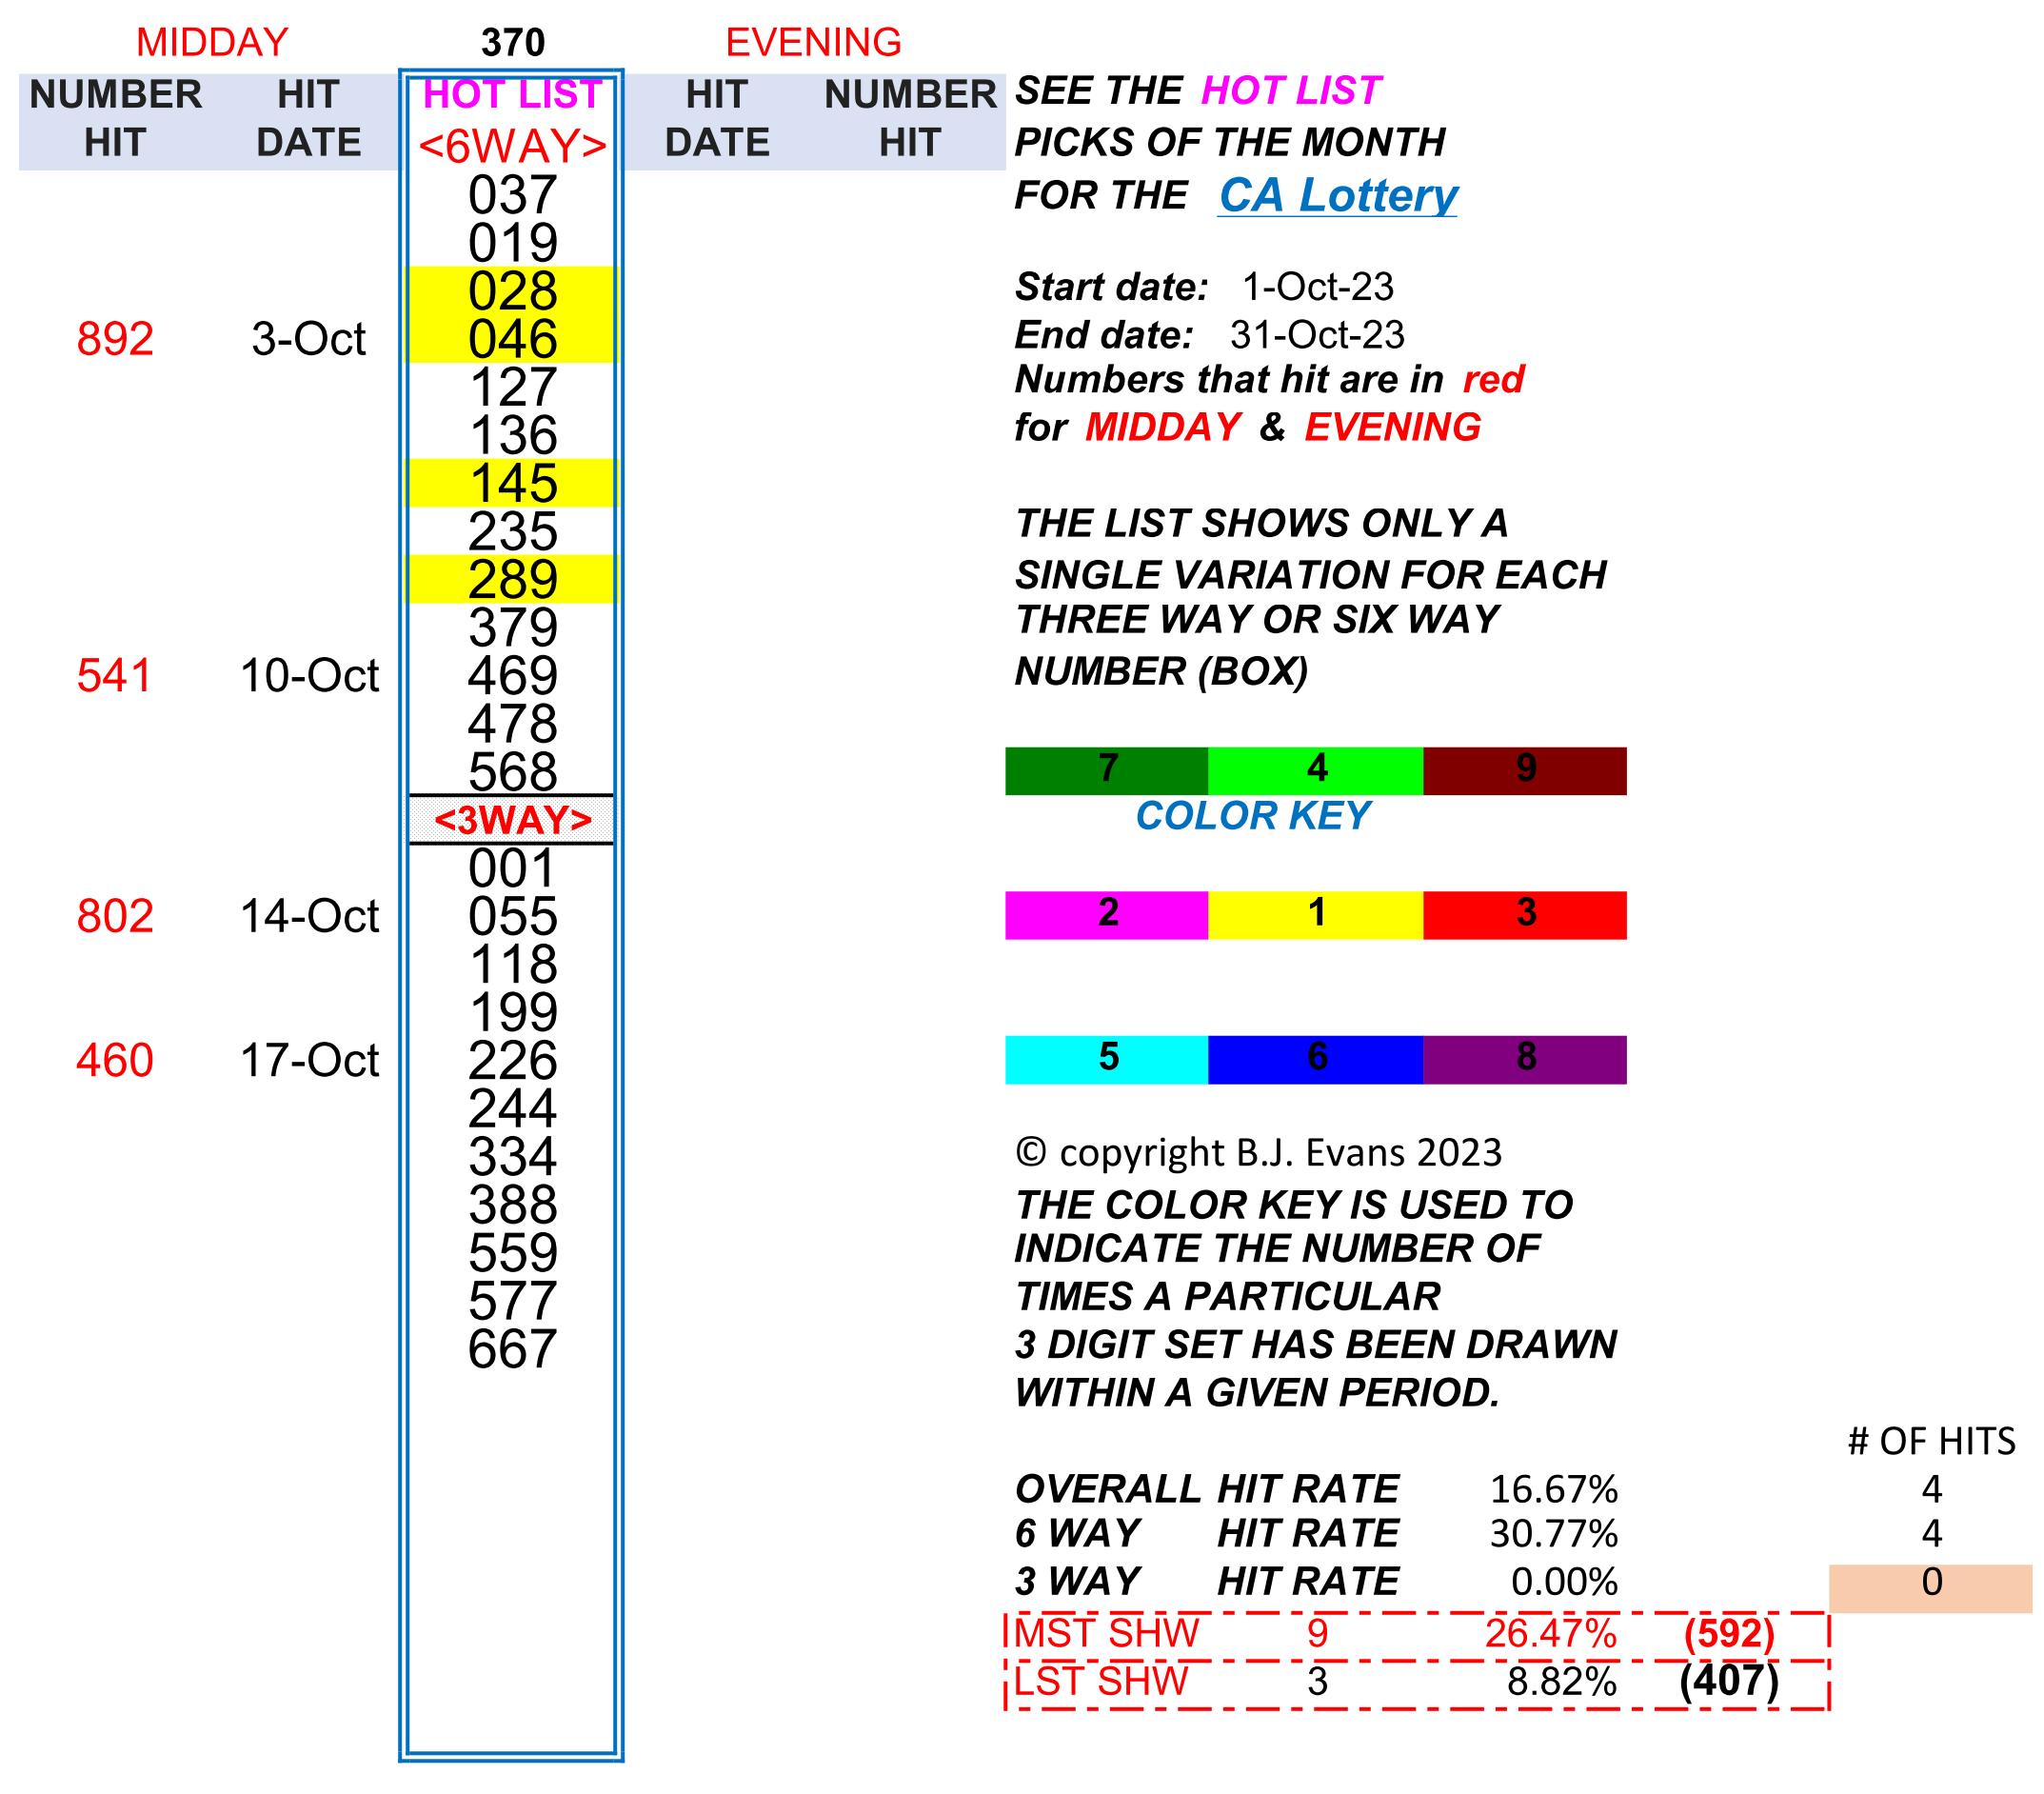 MIDDAY 370 EVENING
NUMBER HIT HOT LIST HIT NUMBER SEE THE HOT LIST
HIT DATE <6WAY> DATE HIT PICKS OF THE MONTH
037 FOR THE CA Lottery
019
028 Start date: 1-Oct-23
892 3-Oct 046 End date: 31-Oct-23
127 Numbers that hit are in red
136 for MIDDAY & EVENING
145
235 THE LIST SHOWS ONLY A
289 SINGLE VARIATION FOR EACH
379 THREE WAY OR SIX WAY
541 10-Oct 469 NUMBER (BOX)
478
568 7 4 9
<3WAY> COLOR KEY
001
802 14-Oct 055 2 1 3
118
199
460 17-Oct 226 5 6 8
244
334 © copyright B.J. Evans 2023
388 THE COLOR KEY IS USED TO
559 INDICATE THE NUMBER OF
577 TIMES A PARTICULAR
667 3 DIGIT SET HAS BEEN DRAWN
WITHIN A GIVEN PERIOD.
# OF HITS
OVERALL HIT RATE 16.67% 4
6 WAY HIT RATE 30.77% 4
3 WAY HIT RATE 0.00% 0
MST SHW 9 26.47% (592)
LST SHW 3 8.82% (407)